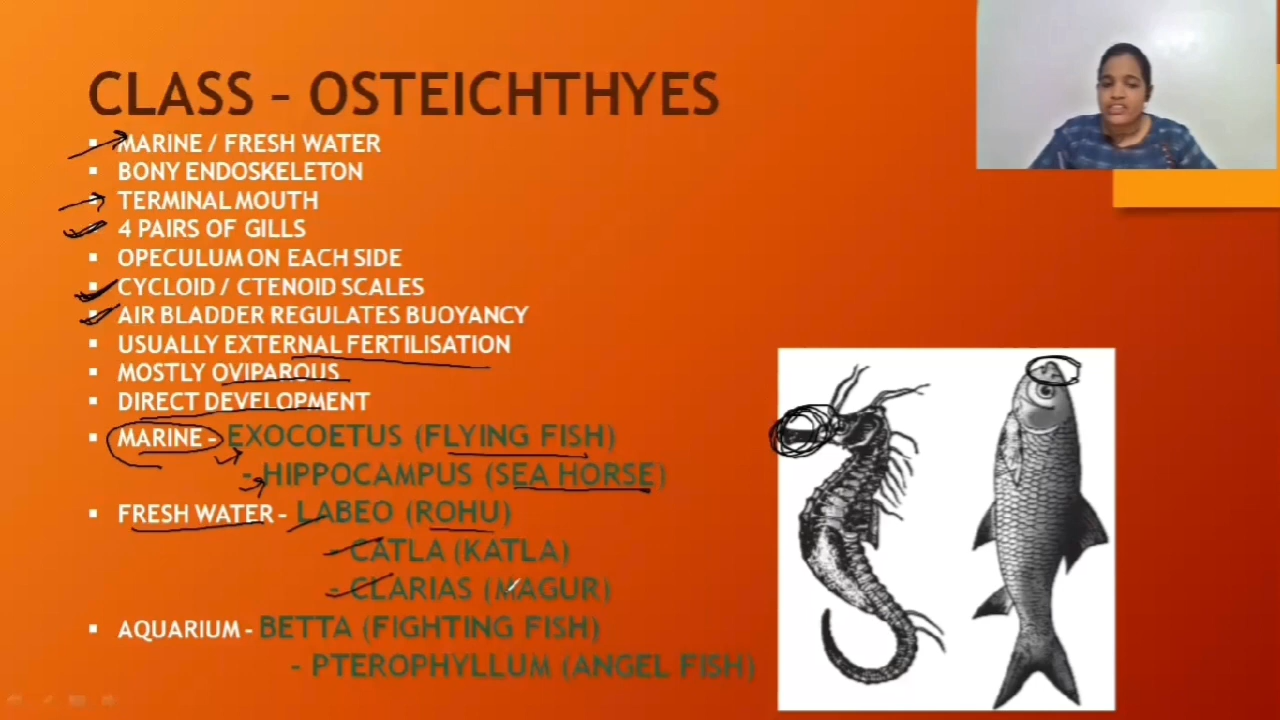 CLASS – OSTEICHTHYES
▪ MARINE / FRESH WATER
▪ BONY ENDOSKELETON
▪ TERMINAL MOUTH
▪ 4 PAIRS OF GILLS
▪ OPECULUM ON EACH SIDE
▪ CYCLOID / CTENOID SCALES
▪ AIR BLADDER REGULATES BUOYANCY
▪ USUALLY EXTERNAL FERTILISATION
▪ MOSTLY OVIPAROUS
▪ DIRECT DEVELOPMENT
▪ MARINE – EXOCOETUS (FLYING FISH)
- HIPPOCAMPUS (SEA HORSE)
▪ FRESH WATER – LABEO (ROHU)
- CATLA (KATLA)
- CLARIAS (MAGUR)
▪ AQUARIUM – BETTA (FIGHTING FISH)
- PTEROPHYLLUM (ANGEL FISH)